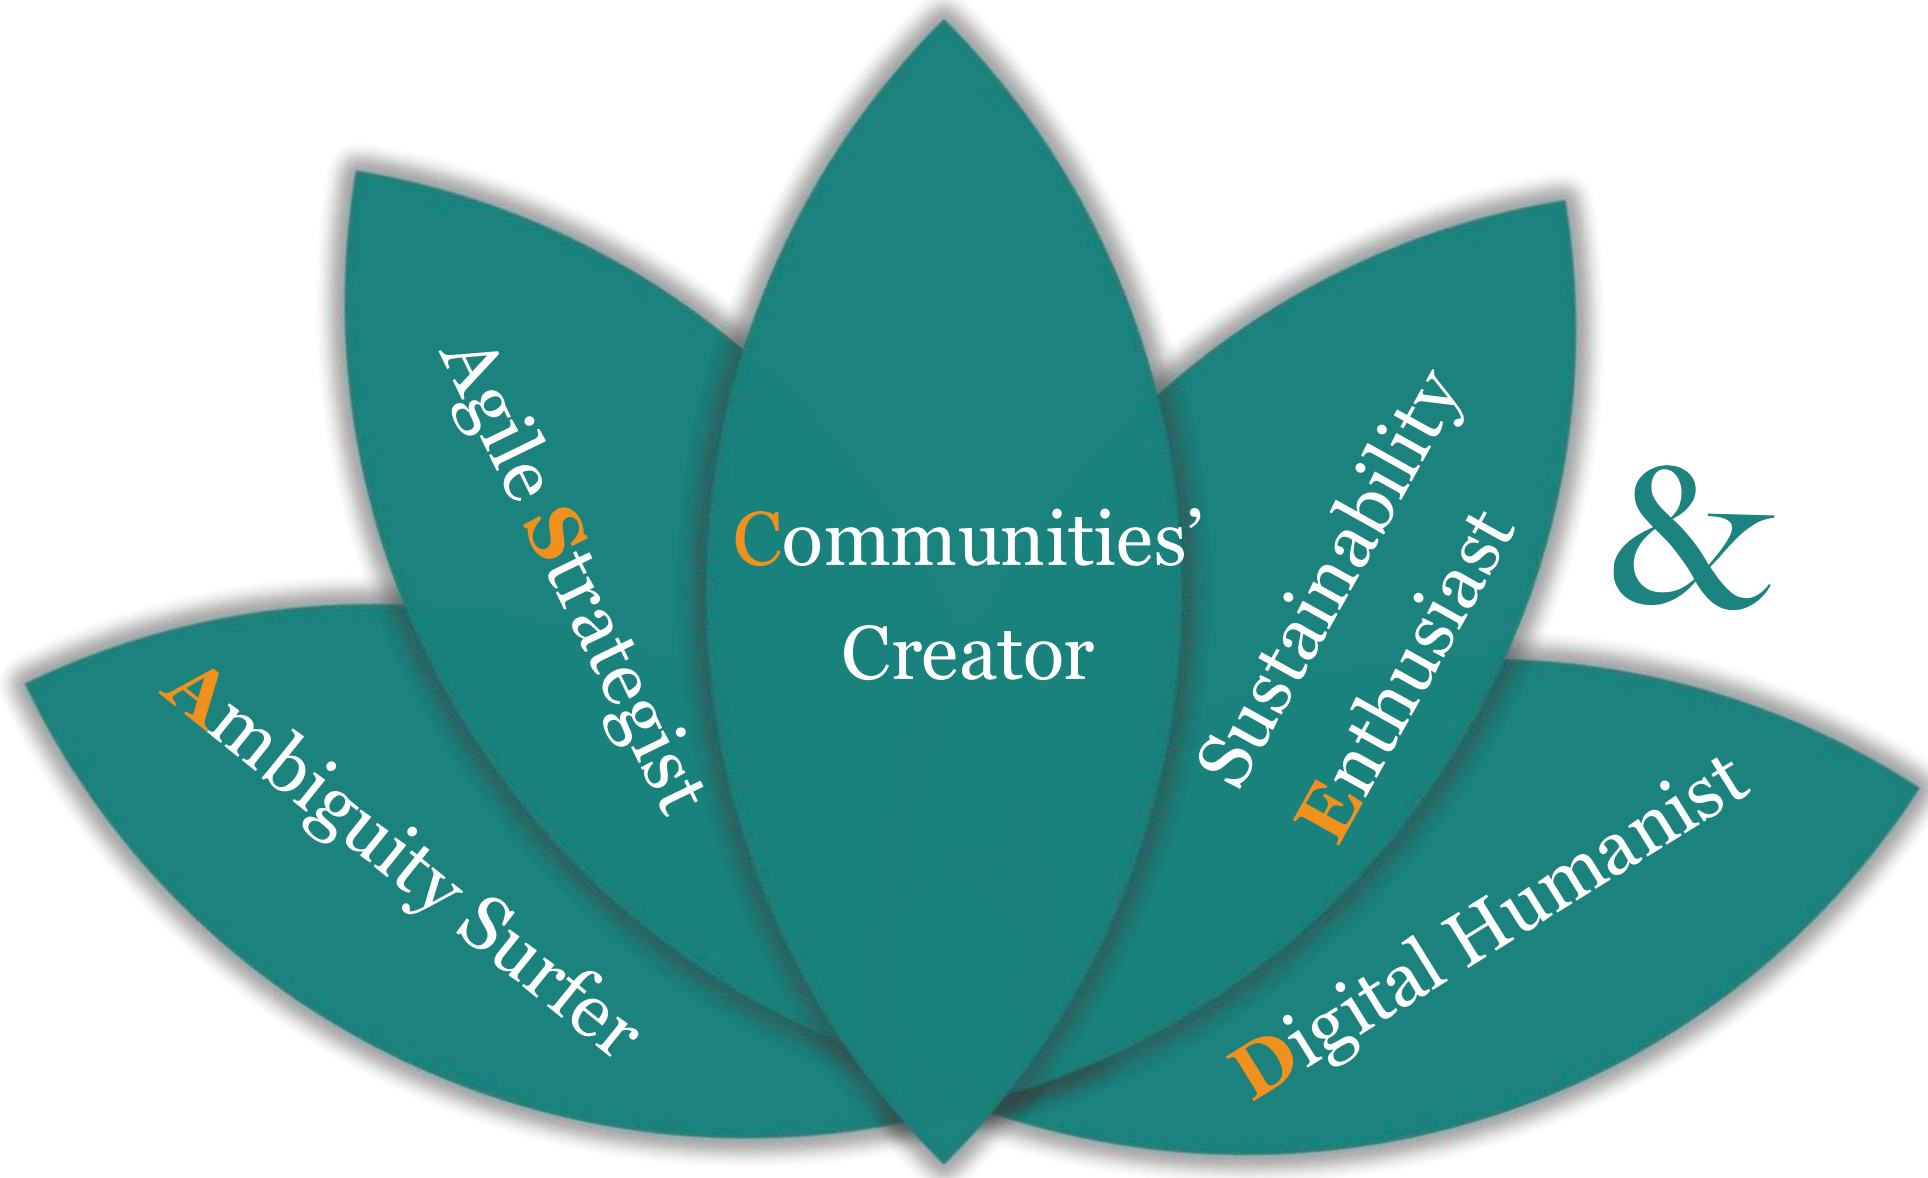 Ambiguity Surfer
Agile Strategist
Communities’
Creator
Sustainability
Enthusiast
&
Digital Humanist